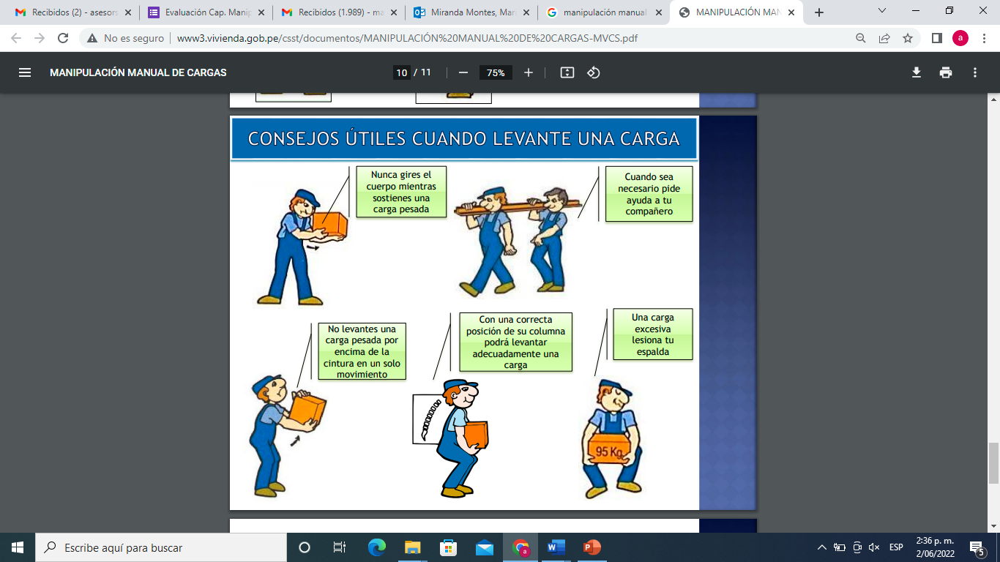 Recibidos (2) - asesors
Evaluación Cap. Manip
Recibidos (1.989) - ma
Miranda Montes, Mar
manipulación manual
MANIPULACIÓN MAN
No es seguro
www3.vivienda.gob.pe/csst/documentos/MANIPULACIÓN%20MANUAL%20DE%20CARGAS-MVCS.pdf
a
MANIPULACIÓN MANUAL DE CARGAS
10 / 11
75%
CONSEJOS ÚTILES CUANDO LEVANTE UNA CARGA
Nunca gires el
cuerpo mientras
sostienes una
carga pesada
Cuando sea
necesario pide
ayuda a tu
compañero
No levantes una
carga pesada por
encima de la
cintura en un solo
movimiento
Con una correcta
posición de su columna
podrá levantar
adecuadamente una
carga
Una carga
excesiva
lesiona tu
espalda
95 Kg
Escribe aquí para buscar
ESP
2:36 p. m.
2/06/2022
5